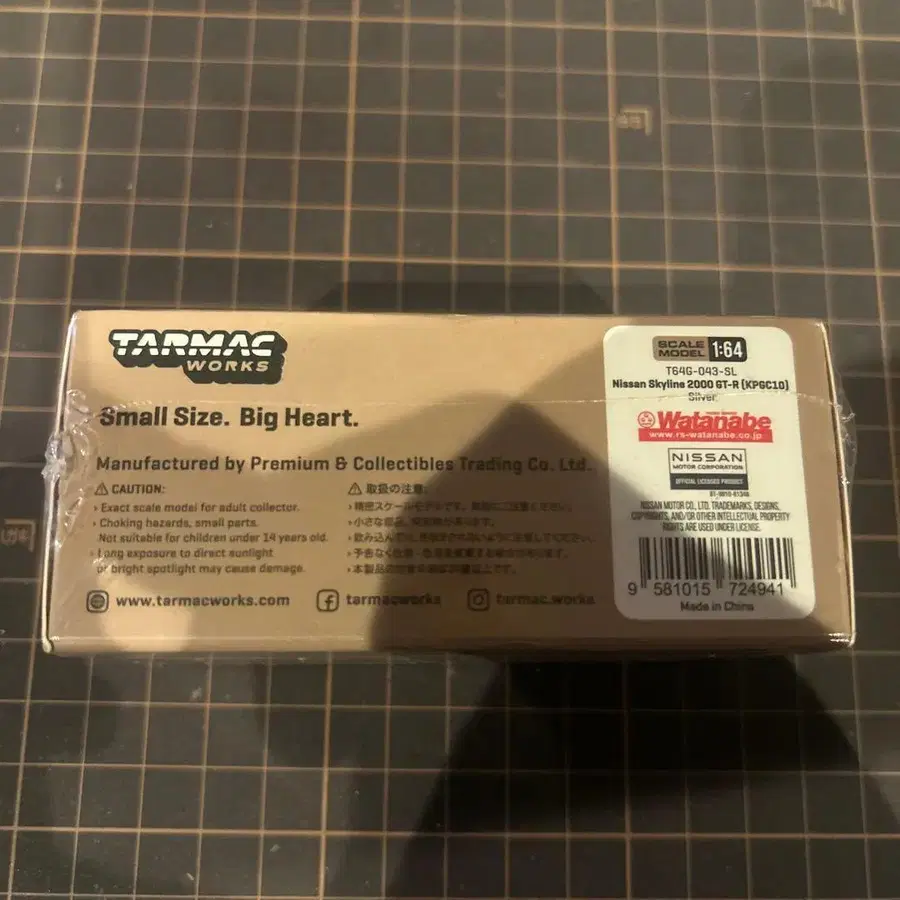 TARMAC
WORKS
Small Size. Big Heart.
Manufactured by Premium & Collectibles Trading Co. Ltd.
⚠ CAUTION:
› Exact scale model for adult collector.
› Choking hazards, small parts.
Not suitable for children under 14 years old.
› Long exposure to direct sunlight
or bright spotlight may cause damage.
⚠ 取扱の注意:
www.tarmacworks.com
tarmacworks
tarmac.works
SCALE
MODEL 1:64
T64G-043-SL
Nissan Skyline 2000 GT-R (KPGC10)
Silver
Watanabe
www.rs-watanabe.co.jp
NISSAN
MOTOR CORPORATION
OFFICIAL LICENSED PRODUCT
NISSAN MOTOR CO., LTD. TRADEMARKS, DESIGNS,
COPYRIGHTS, AND/OR OTHER INTELLECTUAL PROPERTY
RIGHTS ARE USED UNDER LICENSE.
9 581015 724941
Made in China